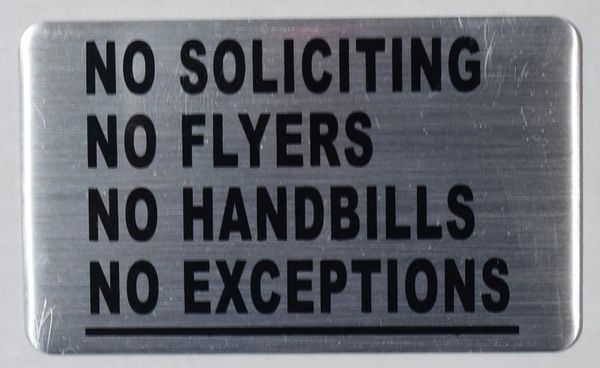 NO SOLICITING
NO FLYERS
NO HANDBILLS
NO EXCEPTIONS